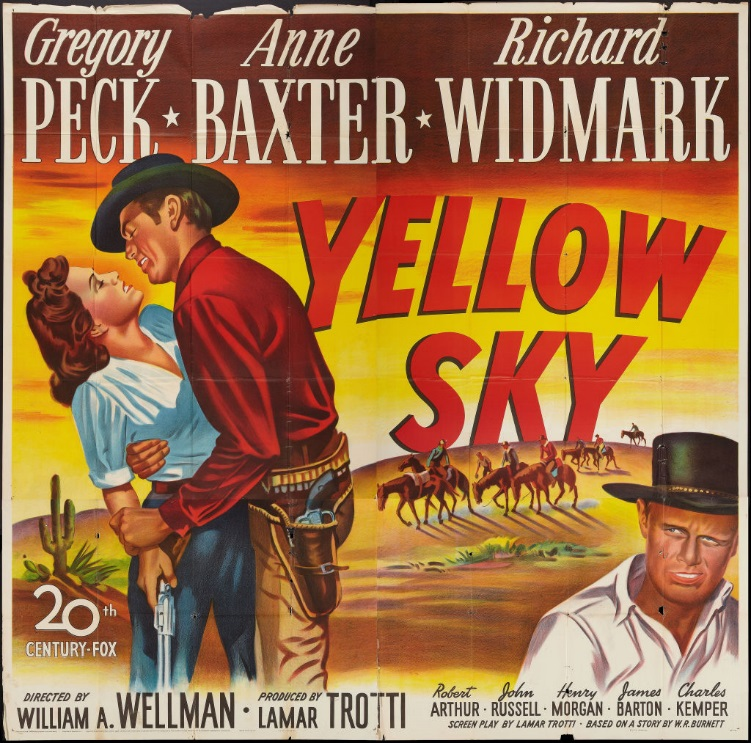 Gregory Anne Richard
PECK ★ BAXTER ★ WIDMARK
YELLOW
SKY
20th
CENTURY-FOX
DIRECTED BY
WILLIAM A. WELLMAN •
PRODUCED BY
LAMAR TROTTI
Robert John Henry James Charles
ARTHUR • RUSSELL • MORGAN • BARTON • KEMPER
SCREEN PLAY BY LAMAR TROTTI • BASED ON A STORY BY W. R. BURNETT